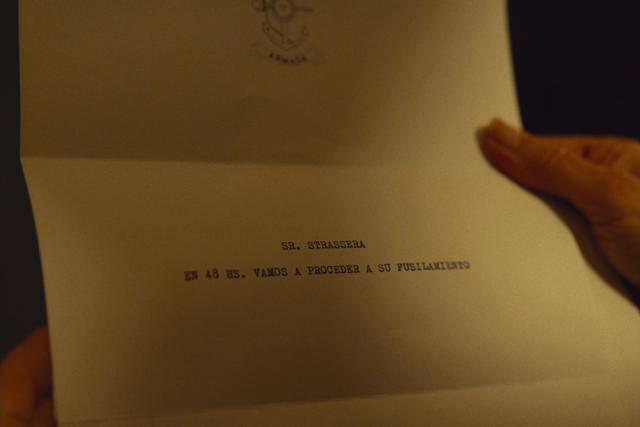 ARMADA
SR. STRASSERA
EN 48 HS. VAMOS A PROCEDER A SU FUSILAMIENTO